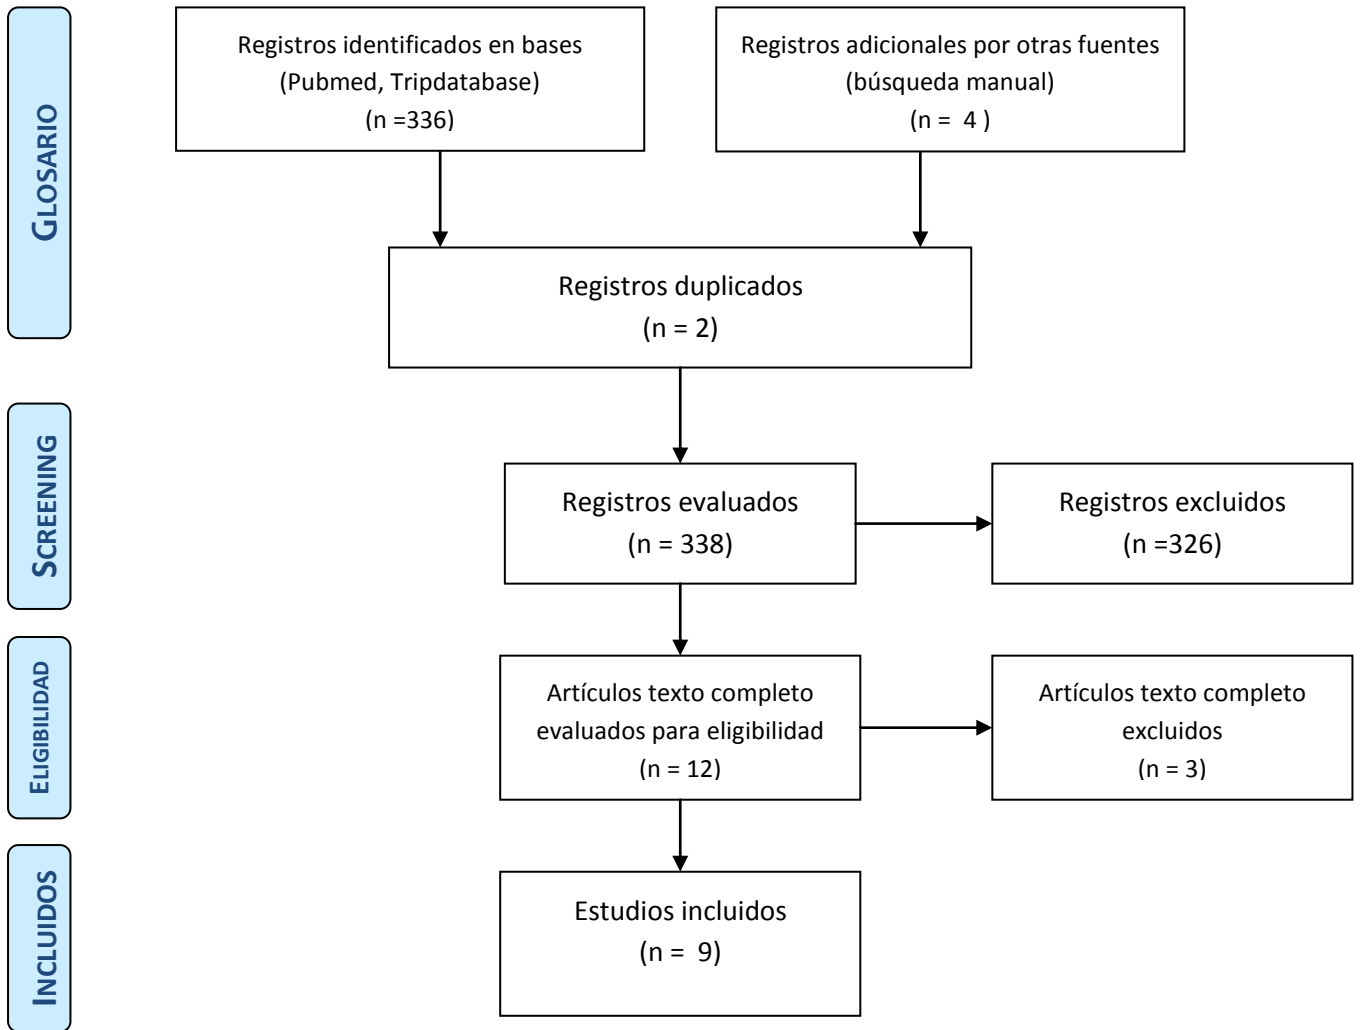 GLOSARIO
Registros identificados en bases
(Pubmed, Tripdatabase)
(n =336)
Registros adicionales por otras fuentes
(búsqueda manual)
(n =  4 )
Registros duplicados
(n = 2)
SCREENING
Registros evaluados
(n = 338)
Registros excluidos
(n =326)
ELIGIBILIDAD
Artículos texto completo
evaluados para eligibilidad
(n = 12)
Artículos texto completo
excluidos
(n = 3)
INCLUIDOS
Estudios incluidos
(n =  9)